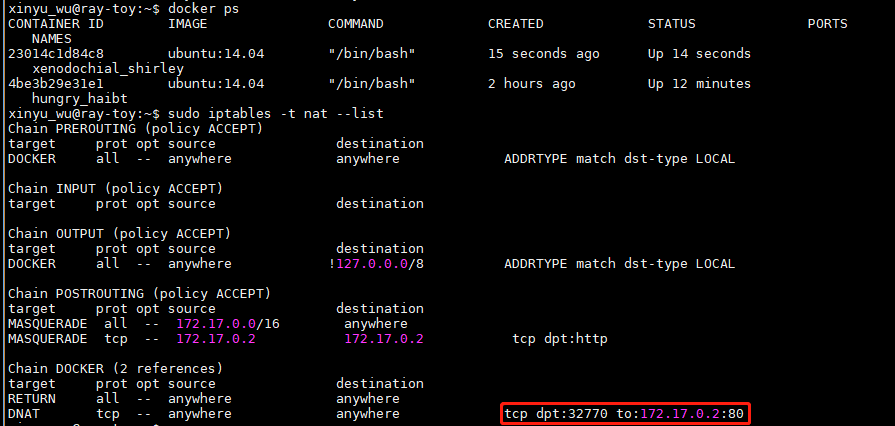 xinyu_wu@ray-toy:~$ docker ps
CONTAINER ID        IMAGE               COMMAND             CREATED             STATUS              PORTS
   NAMES
23014c1d84c8        ubuntu:14.04        "/bin/bash"         15 seconds ago      Up 14 seconds
   xenodochial_shirley
4be3b29e31e1        ubuntu:14.04        "/bin/bash"         2 hours ago         Up 12 minutes
   hungry_haibt
xinyu_wu@ray-toy:~$ sudo iptables -t nat --list
Chain PREROUTING (policy ACCEPT)
target     prot opt source               destination
DOCKER     all  --  anywhere             anywhere             ADDRTYPE match dst-type LOCAL

Chain INPUT (policy ACCEPT)
target     prot opt source               destination

Chain OUTPUT (policy ACCEPT)
target     prot opt source               destination
DOCKER     all  --  anywhere            !127.0.0.0/8          ADDRTYPE match dst-type LOCAL

Chain POSTROUTING (policy ACCEPT)
target     prot opt source               destination
MASQUERADE  all  --  172.17.0.0/16        anywhere
MASQUERADE  tcp  --  172.17.0.2           172.17.0.2           tcp dpt:http

Chain DOCKER (2 references)
target     prot opt source               destination
RETURN     all  --  anywhere             anywhere
DNAT       tcp  --  anywhere             anywhere             tcp dpt:32770 to:172.17.0.2:80